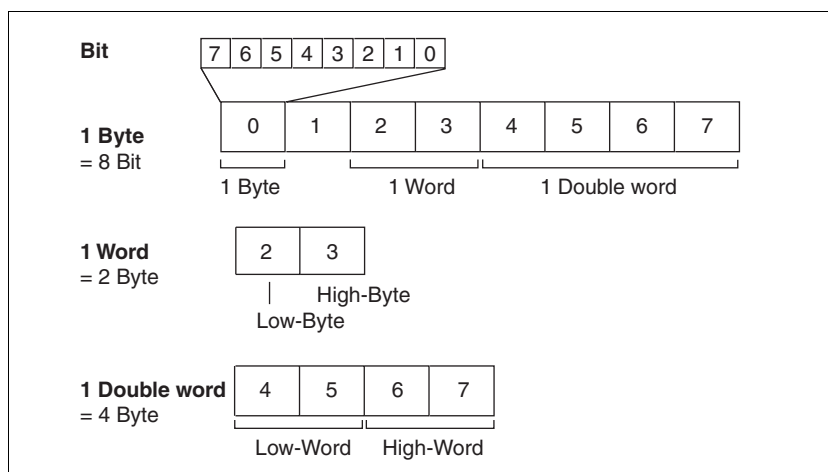 Bit
7 6 5 4 3 2 1 0
0 1 2 3 4 5 6 7
1 Byte
= 8 Bit
1 Byte 1 Word 1 Double word
1 Word
= 2 Byte
2 3
High-Byte
Low-Byte
1 Double word
= 4 Byte
4 5 6 7
Low-Word High-Word